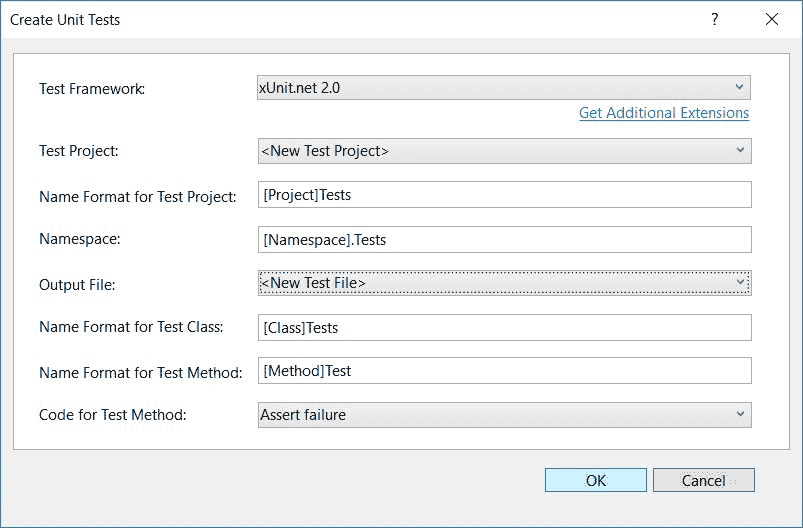 Create Unit Tests ?
Test Framework: xUnit.net 2.0
Get Additional Extensions
Test Project: <New Test Project>
Name Format for Test Project: [Project]Tests
Namespace: [Namespace].Tests
Output File: <New Test File>
Name Format for Test Class: [Class]Tests
Name Format for Test Method: [Method]Test
Code for Test Method: Assert failure
OK Cancel